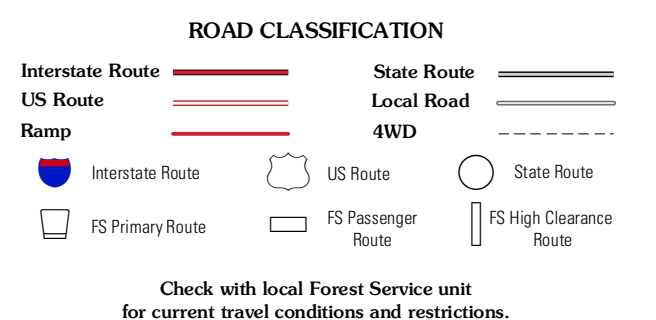 ROAD CLASSIFICATION
Interstate Route
State Route
US Route
Local Road
Ramp
4WD
Interstate Route
US Route
State Route
FS Primary Route
FS Passenger
Route
FS High Clearance
Route
Check with local Forest Service unit
for current travel conditions and restrictions.